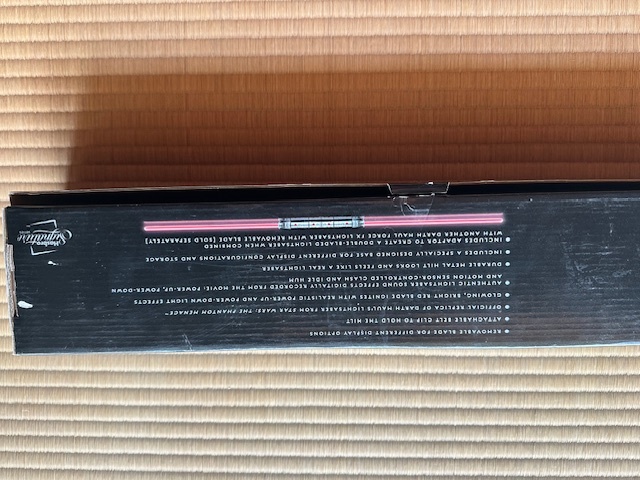 REMOVABLE BLADE FOR DIFFERENT DISPLAY OPTIONS
ATTACHABLE BELT CLIP TO HOLD THE HILT
OFFICIAL REPLICA OF DARTH MAUL'S LIGHTSABER FROM STAR WARS: THE PHANTOM MENACE™
GLOWING, BRIGHT RED BLADE IGNITES WITH REALISTIC POWER-UP AND POWER-DOWN LIGHT EFFECTS
AUTHENTIC LIGHTSABER SOUND EFFECTS DIGITALLY RECORDED FROM THE MOVIE: POWER-UP, POWER-DOWN
AND MOTION SENSOR-CONTROLLED CLASH AND IDLE HUM
DURABLE, METAL HILT LOOKS AND FEELS LIKE A REAL LIGHTSABER
INCLUDES A SPECIALLY DESIGNED BASE FOR DIFFERENT DISPLAY CONFIGURATIONS AND STORAGE
INCLUDES ADAPTOR TO CREATE A DOUBLE-BLADED LIGHTSABER WHEN COMBINED
WITH ANOTHER DARTH MAUL FORCE FX LIGHTSABER WITH REMOVABLE BLADE (SOLD SEPARATELY)
Hasbro
Signature
SERIES